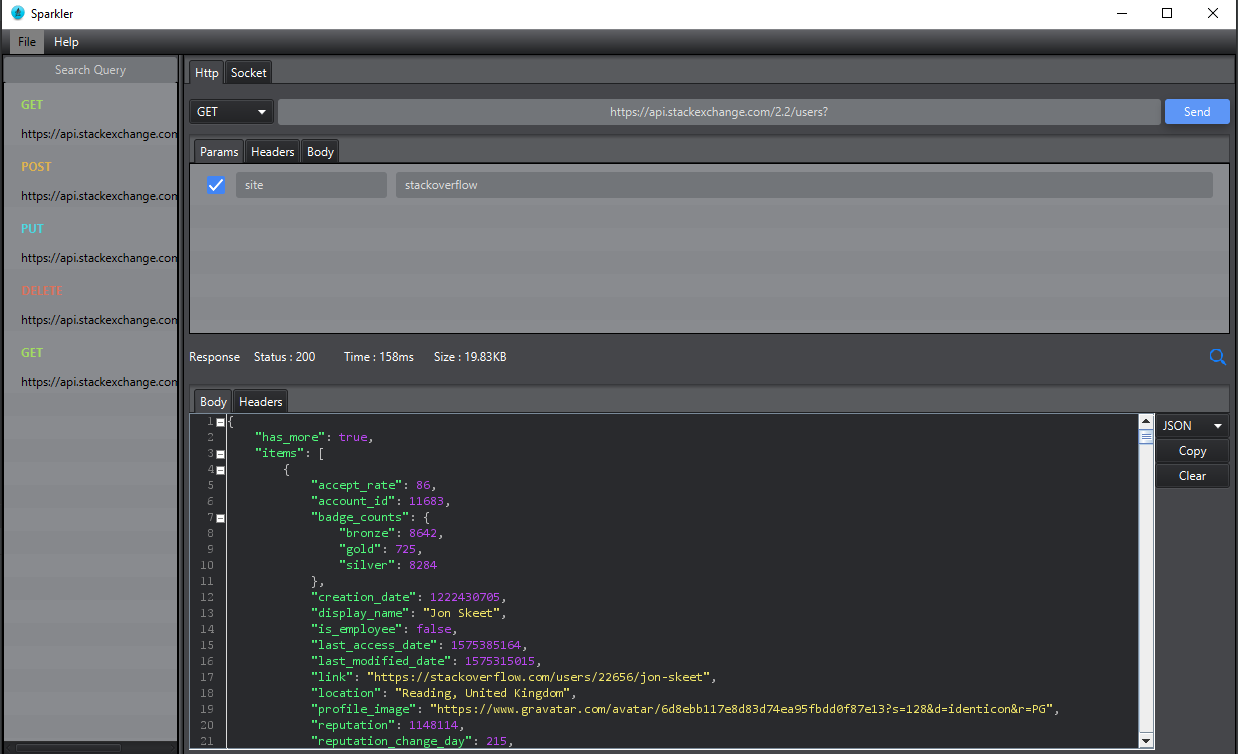 Sparkler
File Help
Search Query
GET
https://api.stackexchange.con
POST
https://api.stackexchange.con
PUT
https://api.stackexchange.con
DELETE
https://api.stackexchange.con
GET
https://api.stackexchange.con
Http Socket
GET https://api.stackexchange.com/2.2/users? Send
Params Headers Body
site stackoverflow
Response Status : 200 Time : 158ms Size : 19.83KB
Body Headers
JSON
Copy
Clear
1 {
2 "has_more": true,
3 "items": [
4 {
5 "accept_rate": 86,
6 "account_id": 11683,
7 "badge_counts": {
8 "bronze": 8642,
9 "gold": 725,
10 "silver": 8284
11 },
12 "creation_date": 1222430705,
13 "display_name": "Jon Skeet",
14 "is_employee": false,
15 "last_access_date": 1575385164,
16 "last_modified_date": 1575315015,
17 "link": "https://stackoverflow.com/users/22656/jon-skeet",
18 "location": "Reading, United Kingdom",
19 "profile_image": "https://www.gravatar.com/avatar/6d8ebb117e8d83d74ea95fbdd0f87e13?s=128&d=identicon&r=PG",
20 "reputation": 1148114,
21 "reputation_change_day": 215,